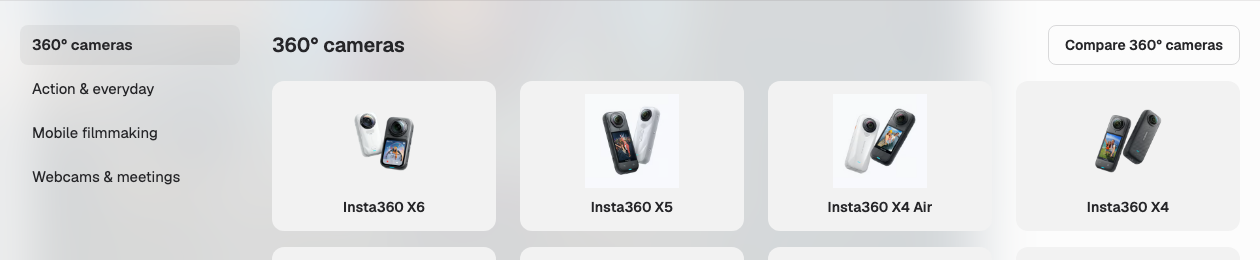 360° cameras
Action & everyday
Mobile filmmaking
Webcams & meetings
360° cameras
Compare 360° cameras
Insta360 X6
Insta360 X5
Insta360 X4 Air
Insta360 X4